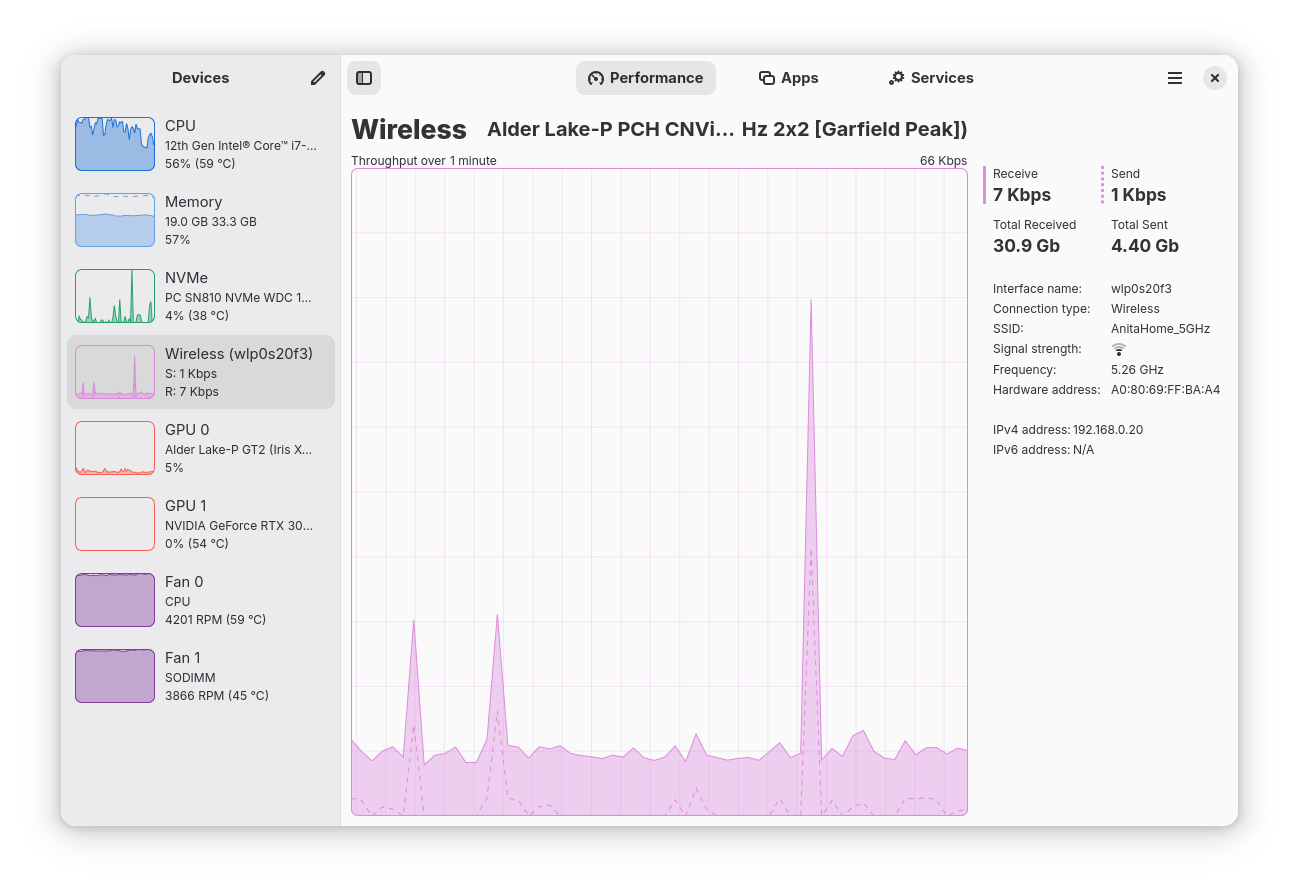 Devices
Performance
Apps
Services
CPU
12th Gen Intel® Core™ i7-...
56% (59 °C)
Memory
19.0 GB 33.3 GB
57%
NVMe
PC SN810 NVMe WDC 1...
4% (38 °C)
Wireless (wlp0s20f3)
S: 1 Kbps
R: 7 Kbps
GPU 0
Alder Lake-P GT2 (Iris X...
5%
GPU 1
NVIDIA GeForce RTX 30...
0% (54 °C)
Fan 0
CPU
4201 RPM (59 °C)
Fan 1
SODIMM
3866 RPM (45 °C)
Wireless Alder Lake-P PCH CNVi... Hz 2x2 [Garfield Peak])
Throughput over 1 minute 66 Kbps
Receive Send
7 Kbps 1 Kbps
Total Received Total Sent
30.9 Gb 4.40 Gb
Interface name: wlp0s20f3
Connection type: Wireless
SSID: AnitaHome_5GHz
Signal strength:
Frequency: 5.26 GHz
Hardware address: A0:80:69:FF:BA:A4
IPv4 address: 192.168.0.20
IPv6 address: N/A